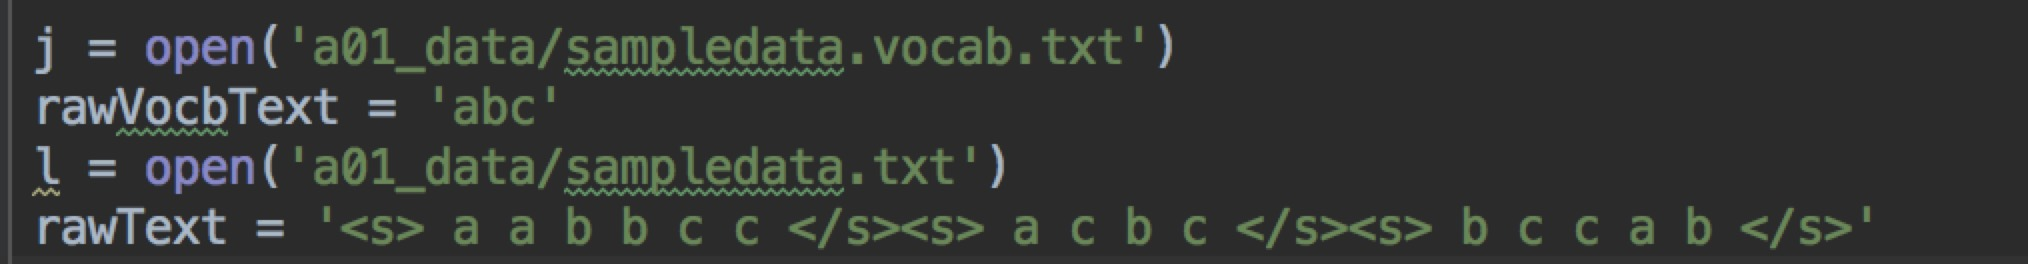 j = open('a01_data/sampledata.vocab.txt')
rawVocbText = 'abc'
l = open('a01_data/sampledata.txt')
rawText = '<s> a a b b c c </s><s> a c b c </s><s> b c c a b </s>'